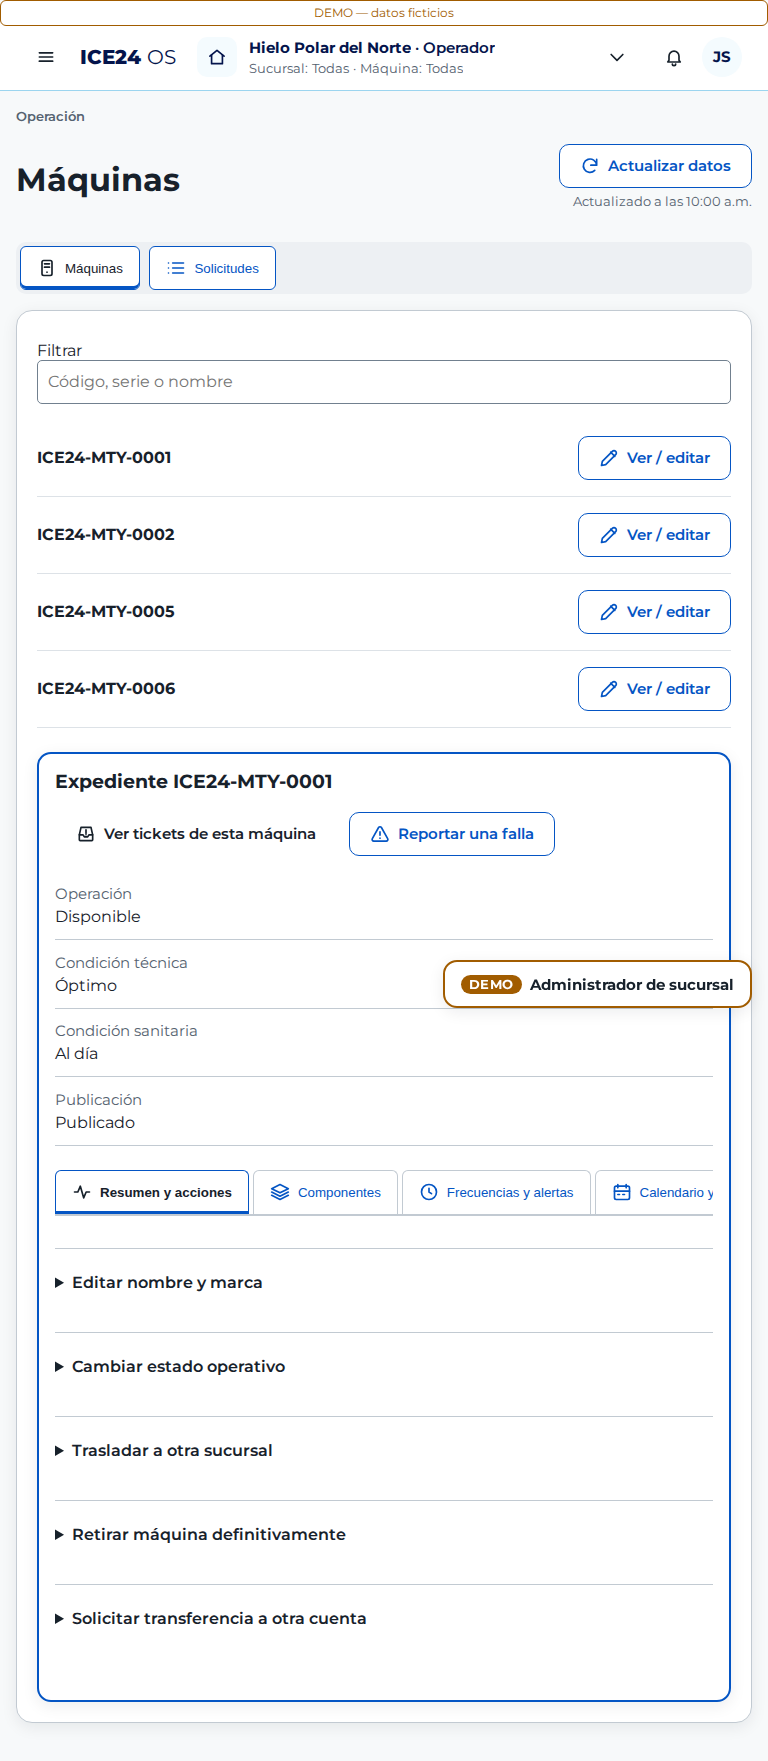 DEMO — datos ficticios
ICE24 OS
Hielo Polar del Norte · Operador
Sucursal: Todas · Máquina: Todas
JS
Operación
Máquinas
Actualizar datos
Actualizado a las 10:00 a.m.
Máquinas
Solicitudes
Filtrar
Código, serie o nombre
ICE24-MTY-0001
Ver / editar
ICE24-MTY-0002
Ver / editar
ICE24-MTY-0005
Ver / editar
ICE24-MTY-0006
Ver / editar
Expediente ICE24-MTY-0001
Ver tickets de esta máquina
Reportar una falla
Operación
Disponible
Condición técnica
Óptimo
DEMO Administrador de sucursal
Condición sanitaria
Al día
Publicación
Publicado
Resumen y acciones
Componentes
Frecuencias y alertas
Calendario y
Editar nombre y marca
Cambiar estado operativo
Trasladar a otra sucursal
Retirar máquina definitivamente
Solicitar transferencia a otra cuenta